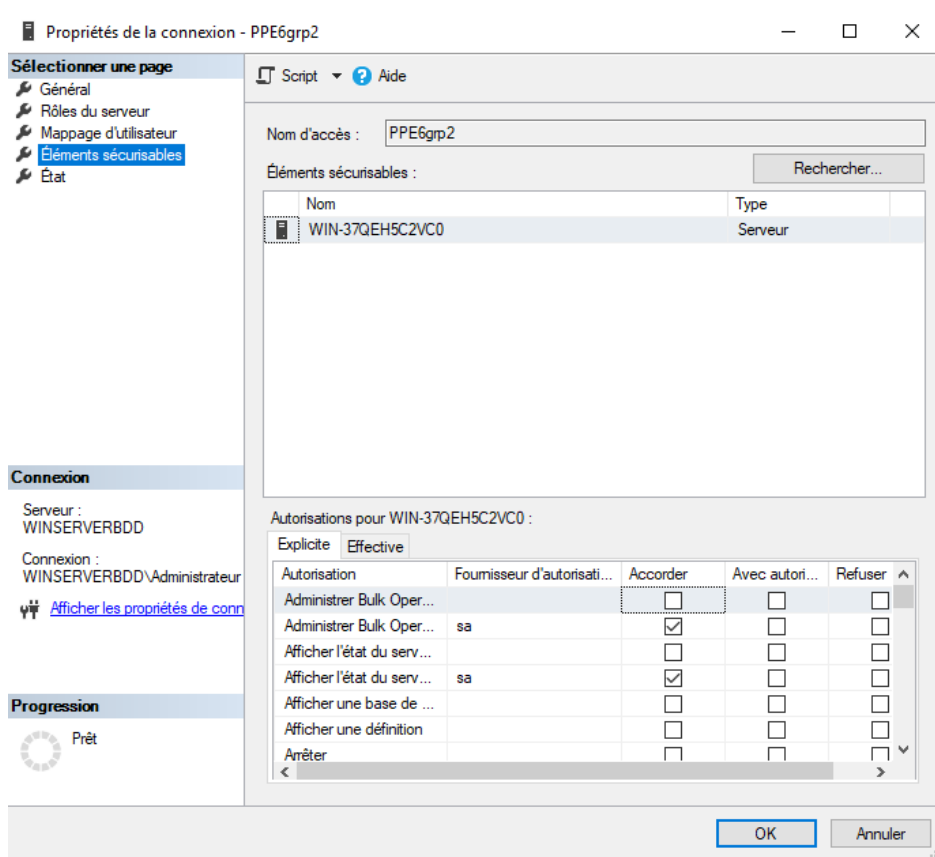 Propriétés de la connexion - PPE6grp2
Sélectionner une page
Général
Rôles du serveur
Mappage d'utilisateur
Éléments sécurisables
État
Script
Aide
Nom d'accès :
PPE6grp2
Éléments sécurisables :
Rechercher...
Nom Type
WIN-37QEH5C2VC0 Serveur
Connexion
Serveur :
WINSERVERBDD
Connexion :
WINSERVERBDD\Administrateur
Afficher les propriétés de conn
Progression
Prêt
Autorisations pour WIN-37QEH5C2VC0 :
Explicite Effective
Autorisation Fournisseur d'autorisati... Accorder Avec autori... Refuser
Administrer Bulk Oper...
Administrer Bulk Oper... sa
Afficher l'état du serv...
Afficher l'état du serv... sa
Afficher une base de ...
Afficher une définition
Arrêter
OK Annuler